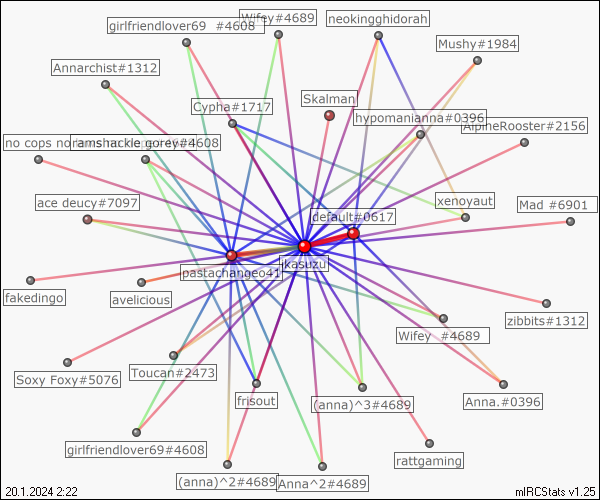 girlfriendlover69 #4608
Wifey#4689
neokingghidorah
Mushy#1984
Annarchist#1312
Skalman
Cypha#1717
hypomanianna#0396
AlpineRooster#2156
no cops no
gorey#4608
ace deucy#7097
xenoyaut
Mad #6901
default#0617
kasuzu
pastachangeo41
fakedingo
avelicious
zibbits#1312
Wifey #4689
Soxy Foxy#5076
Toucan#2473
frisout
(anna)^3#4689
Anna.#0396
girlfriendlover69#4608
rattgaming
(anna)^2#4689
Anna^2#4689
20.1.2024 2:22
mIRCStats v1.25